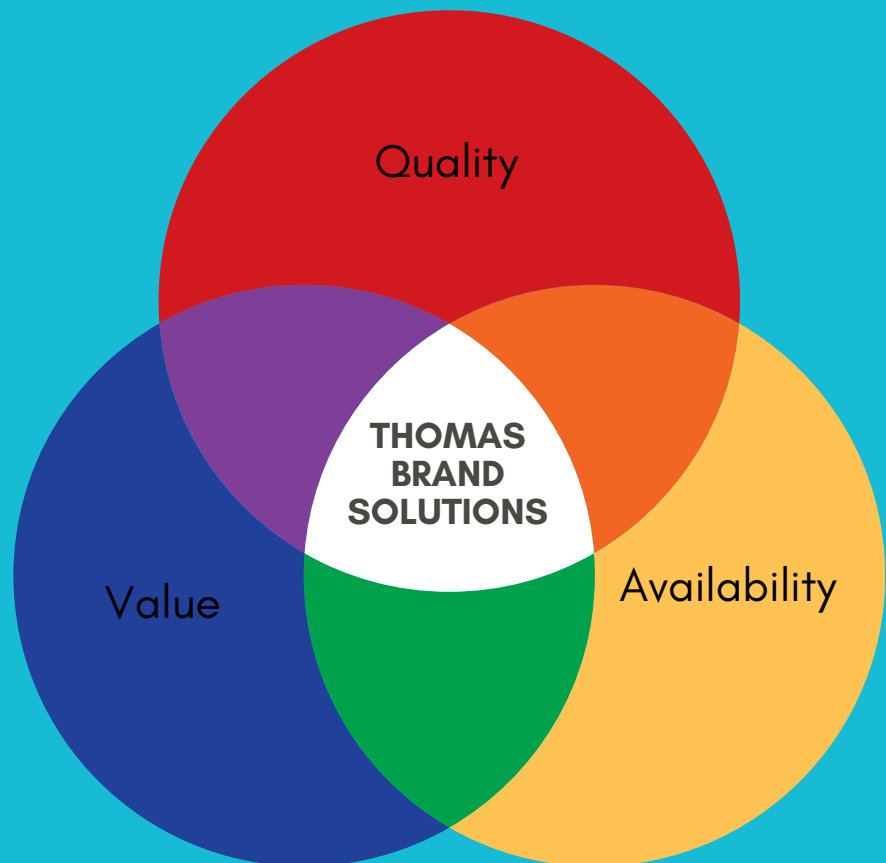 Quality
THOMAS
BRAND
SOLUTIONS
Value
Availability